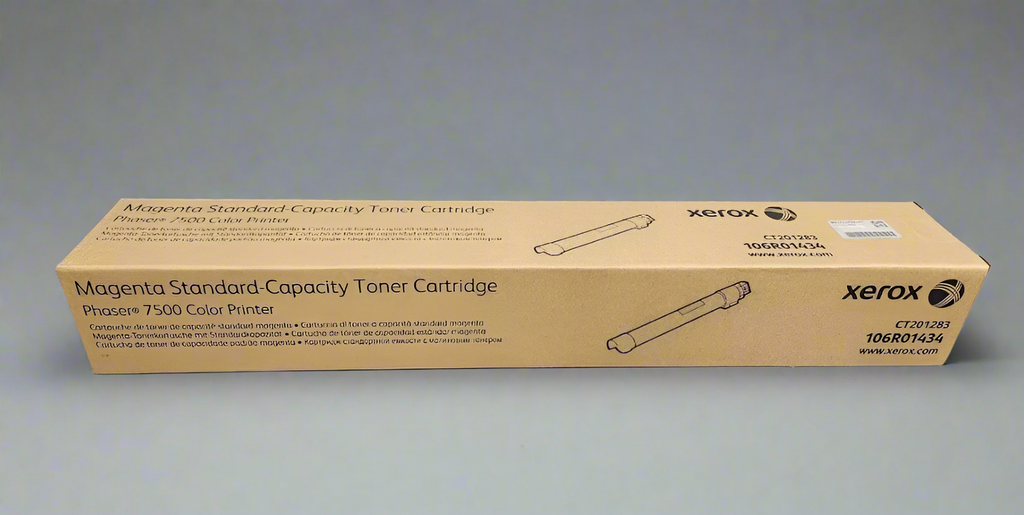 Magenta Standard-Capacity Toner Cartridge
Phaser® 7500 Color Printer
xerox
CT201283
106R01434
www.xerox.com
Magenta Standard-Capacity Toner Cartridge
Phaser® 7500 Color Printer
Cartouche de toner de capacité standard magenta • Cartuccia di toner a capacità standard magenta
Magenta-Tonerkartusche mit Standardkapazität • Cartucho de tóner de capacidad estándar magenta
Cartucho de toner de capacidade padrão magenta • Картридж стандартной емкости с
xerox
CT201283
106R01434
www.xerox.com